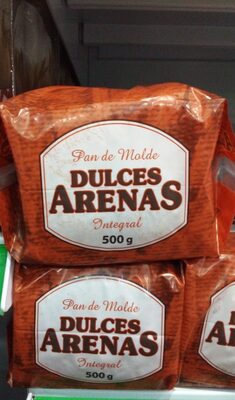 Pan de Molde
DULCES
ARENAS
Integral
500 g
Pan de Molde
DULCES
ARENAS
Integral
500 g